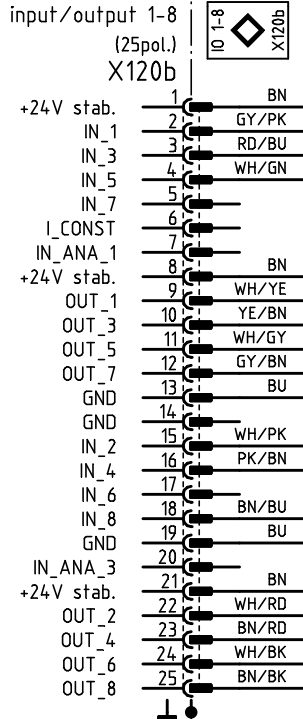 input/output 1-8
(25pol.)
X120b
IO 1-8
X120b
+24V stab. 1 BN
IN_1 2 GY/PK
IN_3 3 RD/BU
IN_5 4 WH/GN
IN_7 5
I_CONST 6
IN_ANA_1 7
+24V stab. 8 BN
OUT_1 9 WH/YE
OUT_3 10 YE/BN
OUT_5 11 WH/GY
OUT_7 12 GY/BN
GND 13 BU
GND 14
IN_2 15 WH/PK
IN_4 16 PK/BN
IN_6 17
IN_8 18 BN/BU
GND 19 BU
IN_ANA_3 20
+24V stab. 21 BN
OUT_2 22 WH/RD
OUT_4 23 BN/RD
OUT_6 24 WH/BK
OUT_8 25 BN/BK